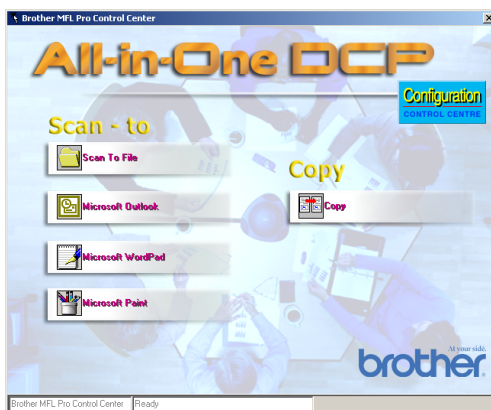 Brother MFL Pro Control Center
All-in-One DCP
Configuration
CONTROL CENTRE
Scan - to
Scan To File
Microsoft Outlook
Microsoft WordPad
Microsoft Paint
Copy
Copy
At your side.
brother
Brother MFL Pro Control Center
Ready